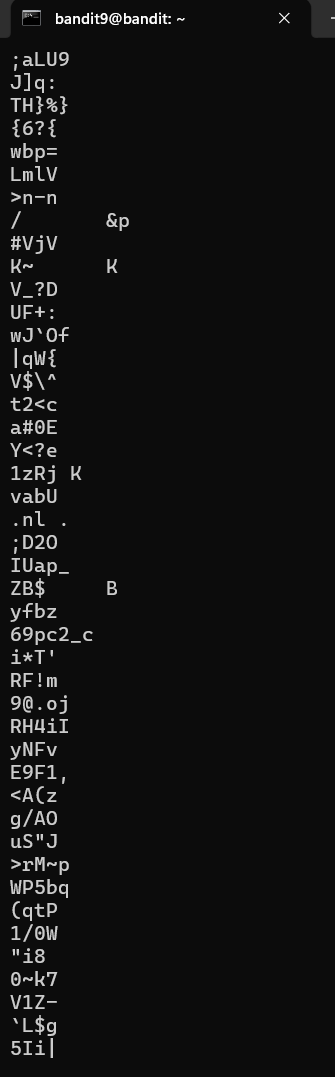 bandit9@bandit: ~
;aLU9
J]q:
TH}%}
{6?{
wbp=
LmlV
>n-n
/       &p
#VjV
K~      K
V_?D
UF+:
wJ`Of
|qW{
V$\^
t2<c
a#0E
Y<?e
1zRj K
vabU
.nl .
;D2O
IUap_
ZB$     B
yfbz
69pc2_c
i*T'
RF!m
9@.oj
RH4iI
yNFv
E9F1,
<A(z
g/AO
uS"J
>rM~p
WP5bq
(qtP
1/0W
"i8
0~k7
V1Z-
`L$g
5Ii|